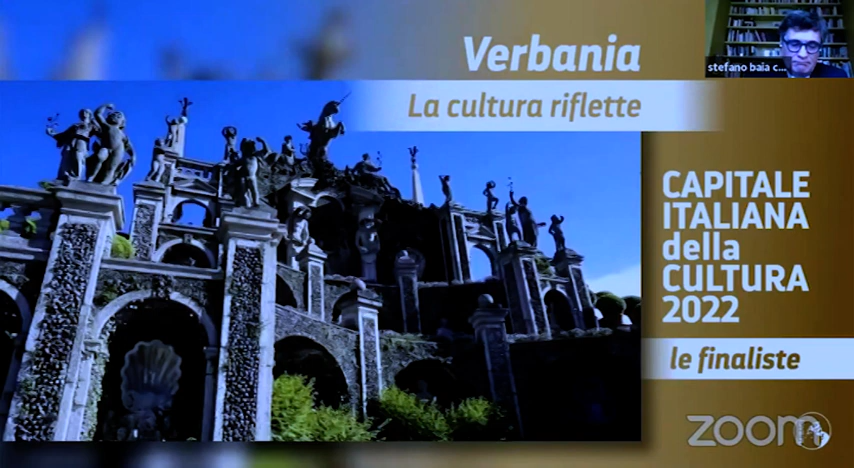 Verbania
stefano baia c...
La cultura riflette
CAPITALE
ITALIANA
della
CULTURA
2022
le finaliste
zoom